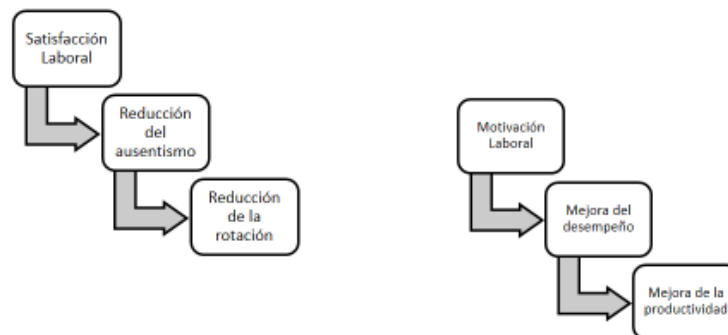 Satisfacción
Laboral
Reducción
del
ausentismo
Reducción
de la
rotación
Motivación
Laboral
Mejora del
desempeño
Mejora de la
productividad